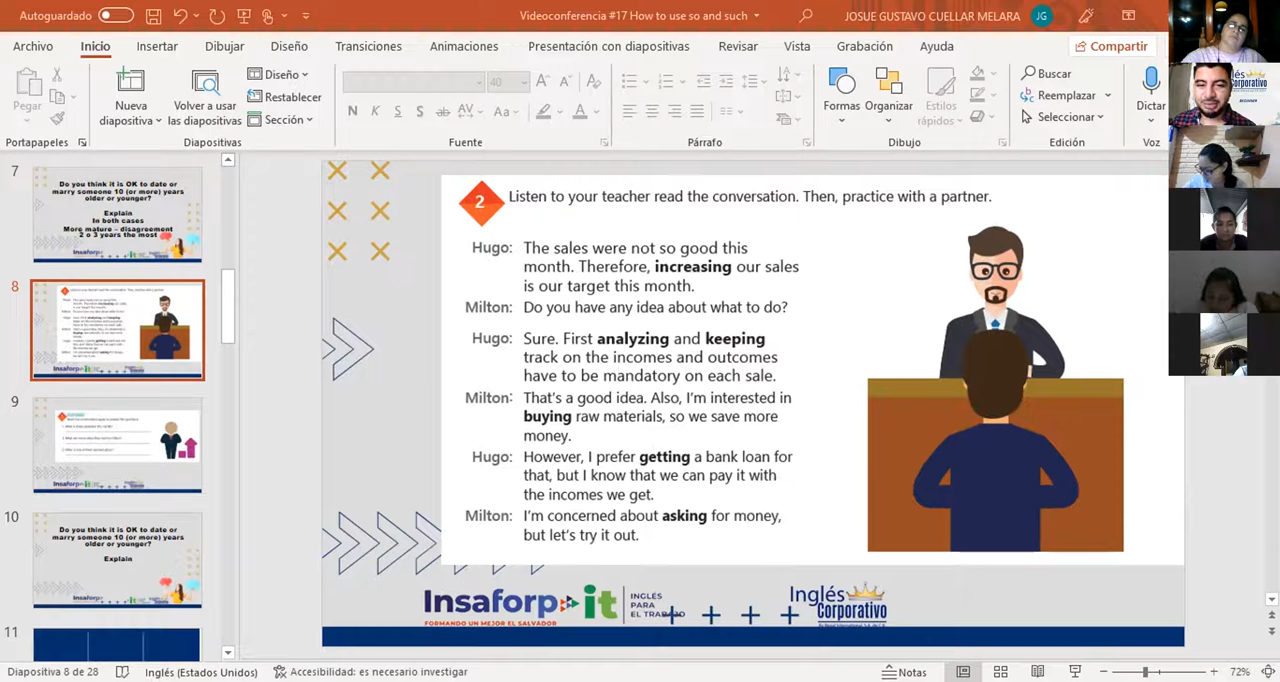 Autoguardado
Videoconferencia #17 How to use so and such
JOSUE GUSTAVO CUELLAR MELARA
JG
Archivo Inicio Insertar Dibujar Diseño Transiciones Animaciones Presentación con diapositivas Revisar Vista Grabación Ayuda
Compartir
Pegar
Nueva diapositiva
Volver a usar las diapositivas
Diseño
Restablecer
Sección
40
N K S S ab AV Aa A
Formas
Organizar
Estilos rápidos
Buscar
Reemplazar
Seleccionar
Dictar
Portapapeles
Diapositivas
Fuente
Párrafo
Dibujo
Edición
Voz
7
Do you think it is OK to date or
marry someone 10 (or more) years
older or younger?
Explain
In both cases
More mature – disagreement
2 o 3 years the most
8
9
10
Do you think it is OK to date or
marry someone 10 (or more) years
older or younger?
Explain
11
2
Listen to your teacher read the conversation. Then, practice with a partner.
Hugo: The sales were not so good this
month. Therefore, increasing our sales
is our target this month.
Milton: Do you have any idea about what to do?
Hugo: Sure. First analyzing and keeping
track on the incomes and outcomes
have to be mandatory on each sale.
Milton: That's a good idea. Also, I'm interested in
buying raw materials, so we save more
money.
Hugo: However, I prefer getting a bank loan for
that, but I know that we can pay it with
the incomes we get.
Milton: I'm concerned about asking for money,
but let's try it out.
Insaforp it
FORMANDO UN MEJOR EL SALVADOR
INGLÉS
PARA
EL TRABAJO
Inglés
Corporativo
Diapositiva 8 de 28
Inglés (Estados Unidos)
Accesibilidad: es necesario investigar
Notas
72%